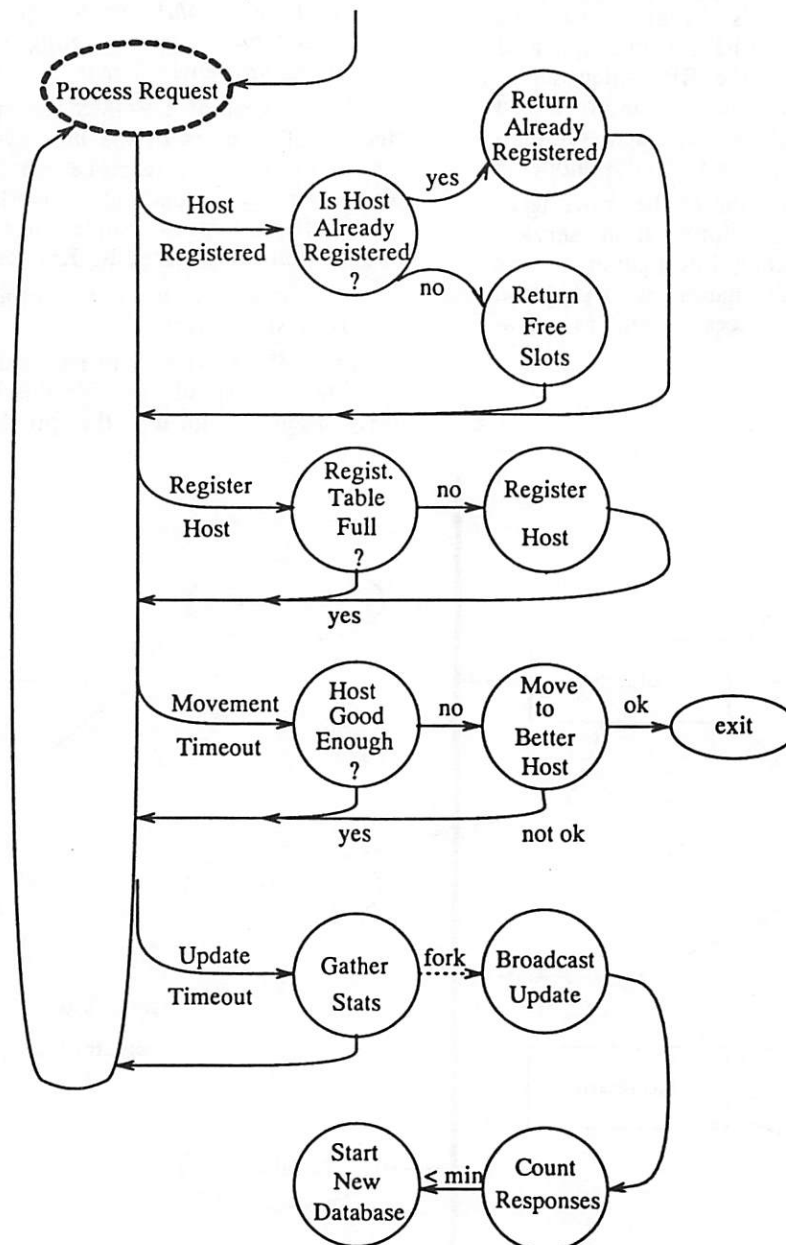 Process Request
Return
Already
Registered
yes
Host
Registered
Is Host
Already
Registered
?
no
Return
Free
Slots
Register
Host
Regist.
Table
Full
?
no
Register
Host
yes
Movement
Timeout
Host
Good
Enough
?
no
Move
to
Better
Host
ok
exit
yes
not ok
Update
Timeout
Gather
Stats
fork
Broadcast
Update
Start
New
Database
< min
Count
Responses